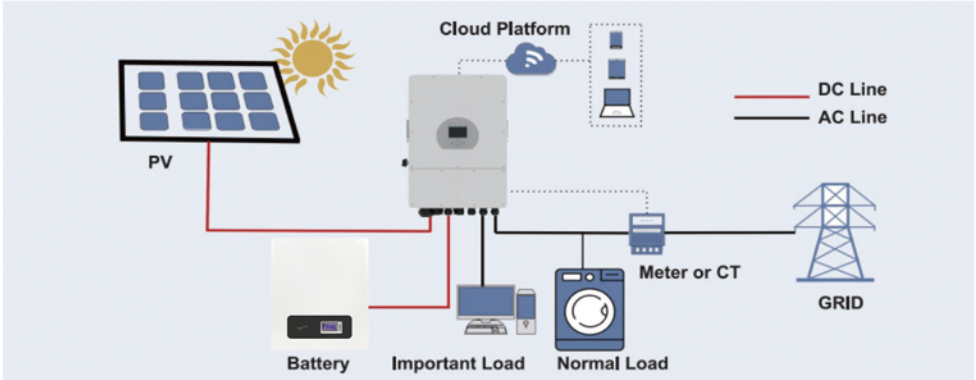 Cloud Platform
DC Line
AC Line
PV
Meter or CT
GRID
Battery
Important Load
Normal Load